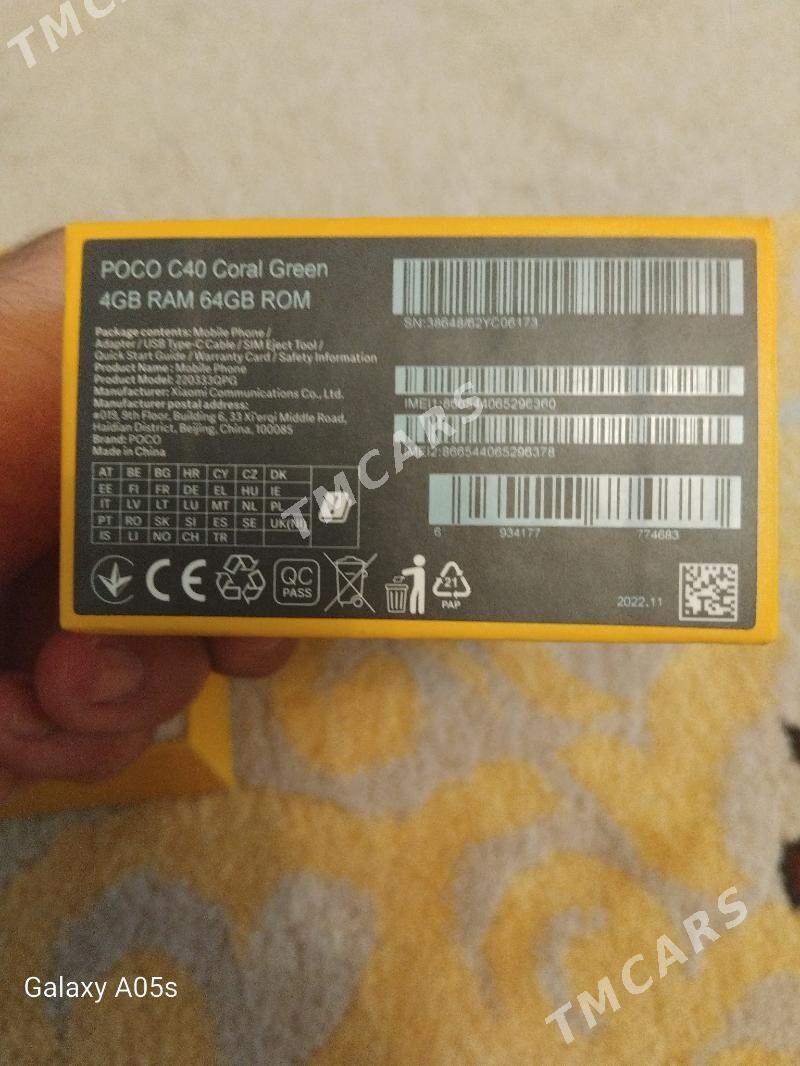 TMCARS
POCO C40 Coral Green
4GB RAM 64GB ROM
Package contents: Mobile Phone /
Adapter / USB Type-C Cable / SIM Eject Tool /
Quick Start Guide / Warranty Card / Safety Information
Product Name: Mobile Phone
Product Model: 220333QPG
Manufacturer: Xiaomi Communications Co., Ltd.
Manufacturer postal address:
#019, 9th Floor, Building 6, 33 Xi'erqi Middle Road,
Haidian District, Beijing, China, 100085
Brand: POCO
Made in China
AT BE BG HR CY CZ DK
EE FI FR DE EL HU IE
IT LV LT LU MT NL PL
PT RO SK SI ES SE UK(NI)
IS LI NO CH TR
SN:38648/62YC06173
IMEI1:866544065296360
IMEI2:866544065296378
6 934177 774683
CE
QC
PASS
21
PAP
2022.11
TMCARS
Galaxy A05s
TMCARS